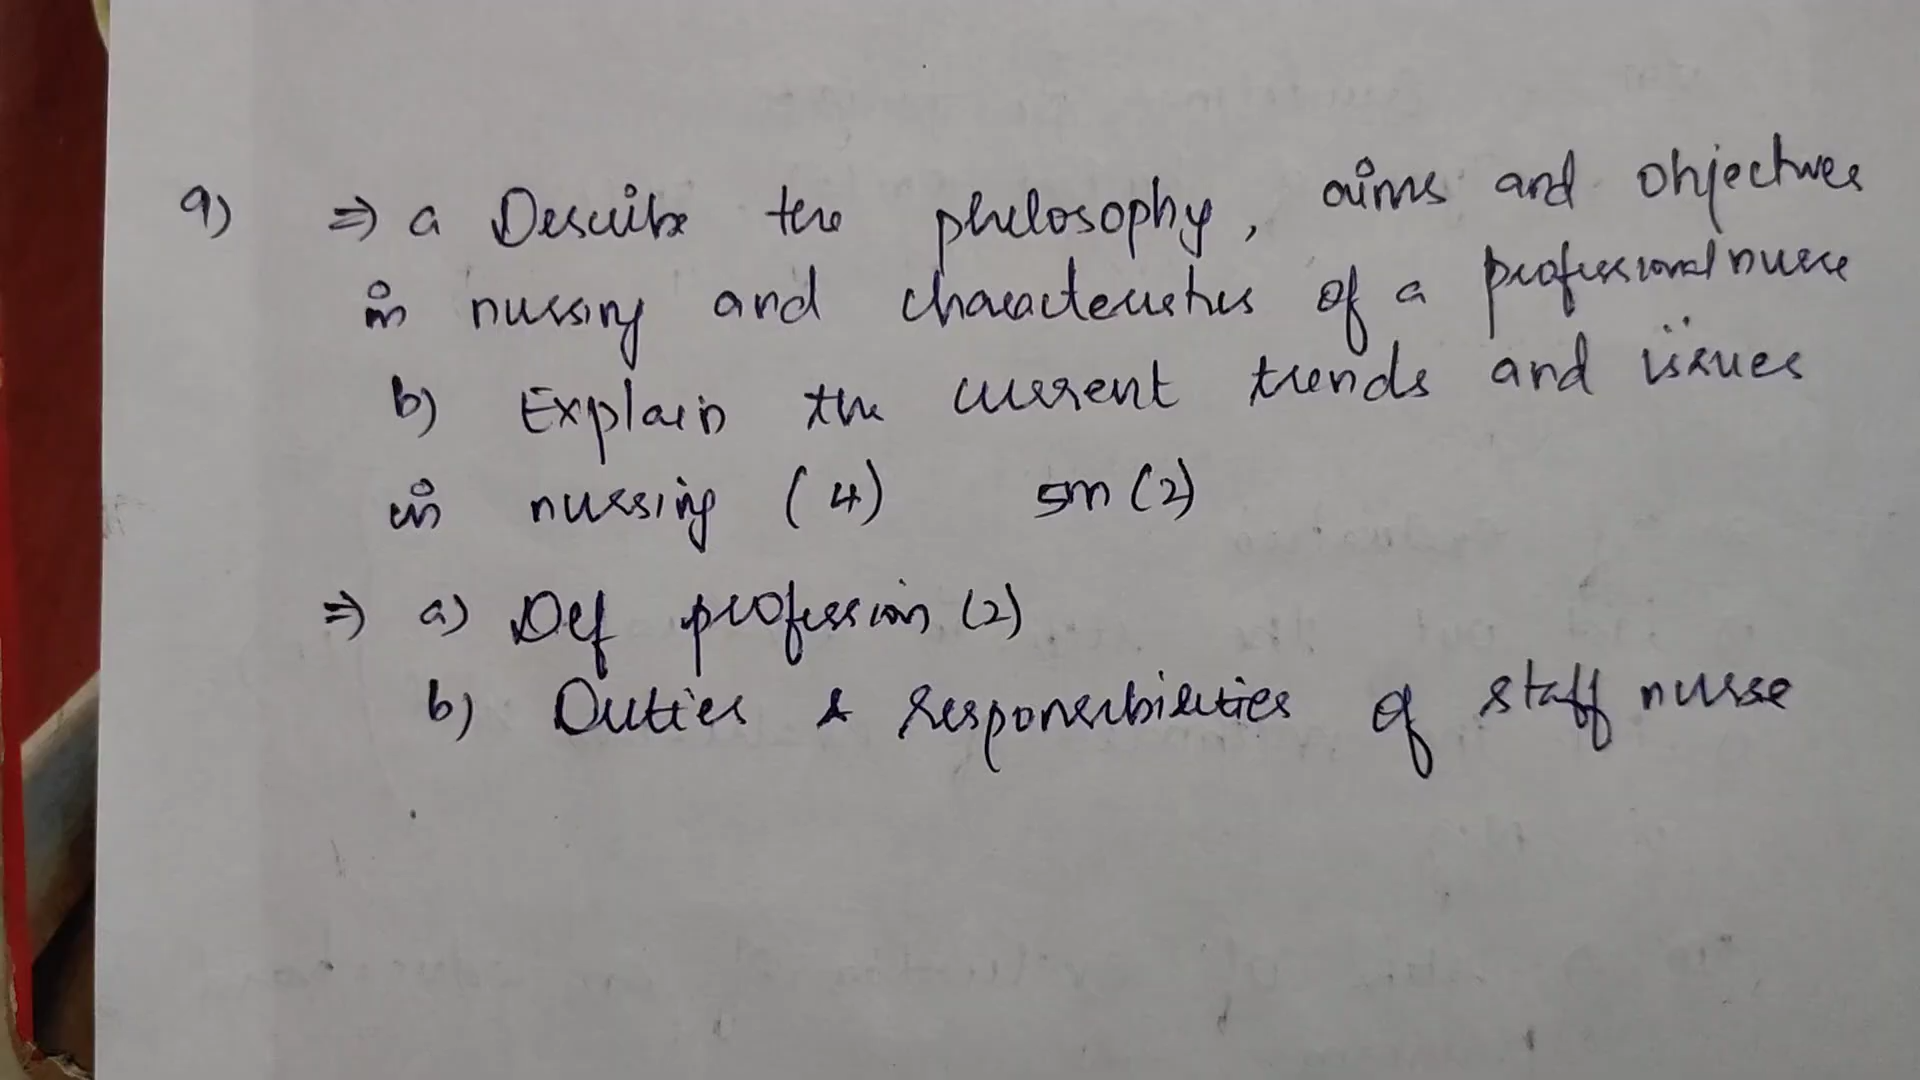 9) ⇒ a Describe the philosophy, aims and objectives
in nursing and characteristics of a professional nurse
b) Explain the current trends and issues
in nursing (4) 5m (2)
⇒ a) Def profession (2)
b) Duties & responsibilities of staff nurse